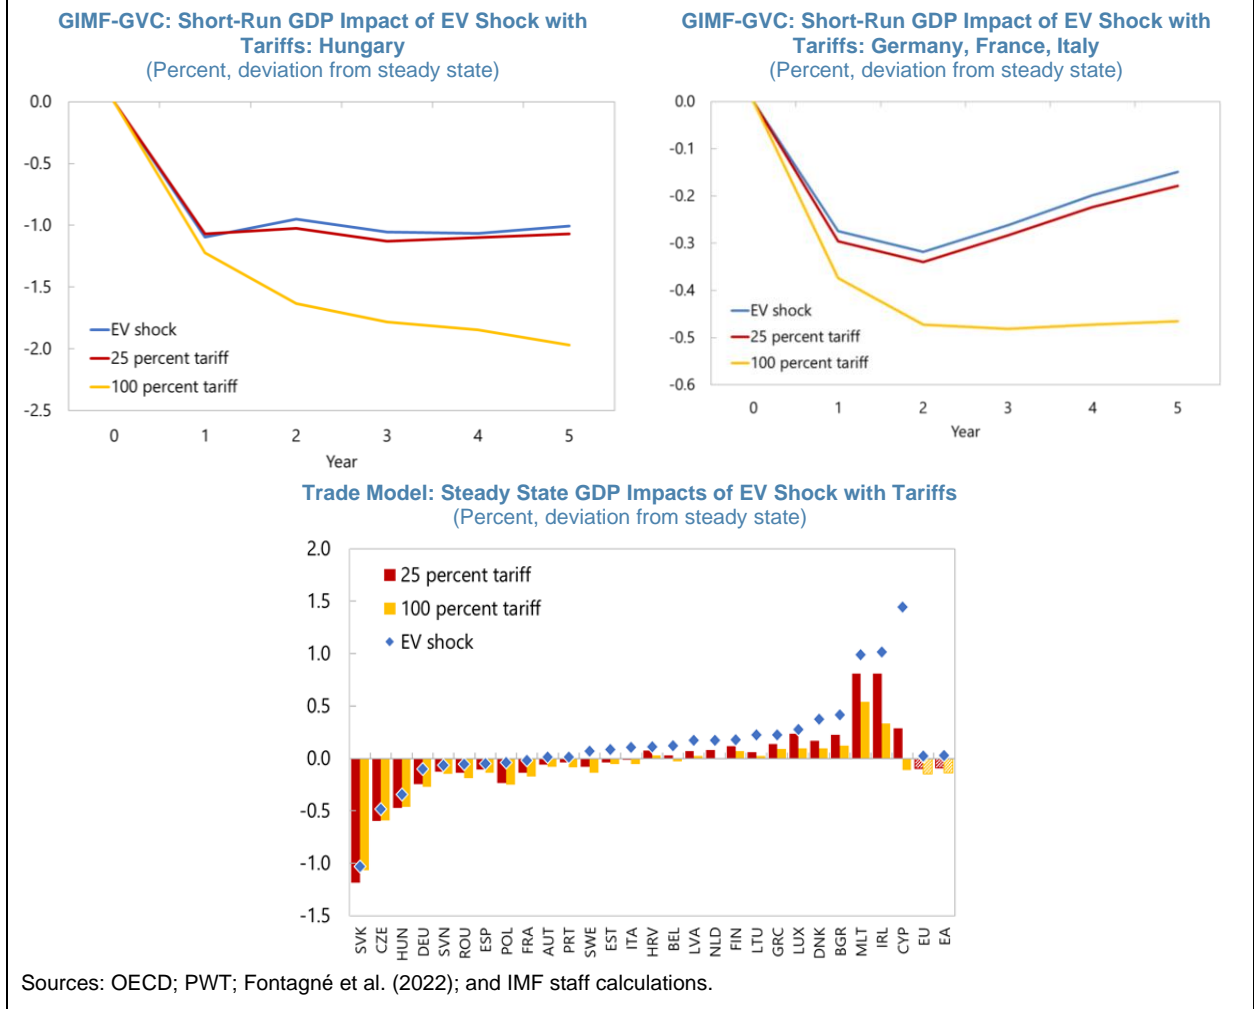 GIMF-GVC: Short-Run GDP Impact of EV Shock with
Tariffs: Hungary
(Percent, deviation from steady state)
0.0
-0.5
-1.0
-1.5
-2.0
-2.5
EV shock
25 percent tariff
100 percent tariff
0 1 2 3 4 5
Year
GIMF-GVC: Short-Run GDP Impact of EV Shock with
Tariffs: Germany, France, Italy
(Percent, deviation from steady state)
0.0
-0.1
-0.2
-0.3
-0.4
-0.5
-0.6
EV shock
25 percent tariff
100 percent tariff
0 1 2 3 4 5
Year
Trade Model: Steady State GDP Impacts of EV Shock with Tariffs
(Percent, deviation from steady state)
2.0
1.5
1.0
0.5
0.0
-0.5
-1.0
-1.5
25 percent tariff
100 percent tariff
EV shock
SVK CZE HUN DEU SVN ROU ESP POL FRA AUT PRT SWE EST ITA HRV BEL LVA NLD FIN LTU GRC LUX DNK BGR MLT IRL CYP EU EA
Sources: OECD; PWT; Fontagné et al. (2022); and IMF staff calculations.